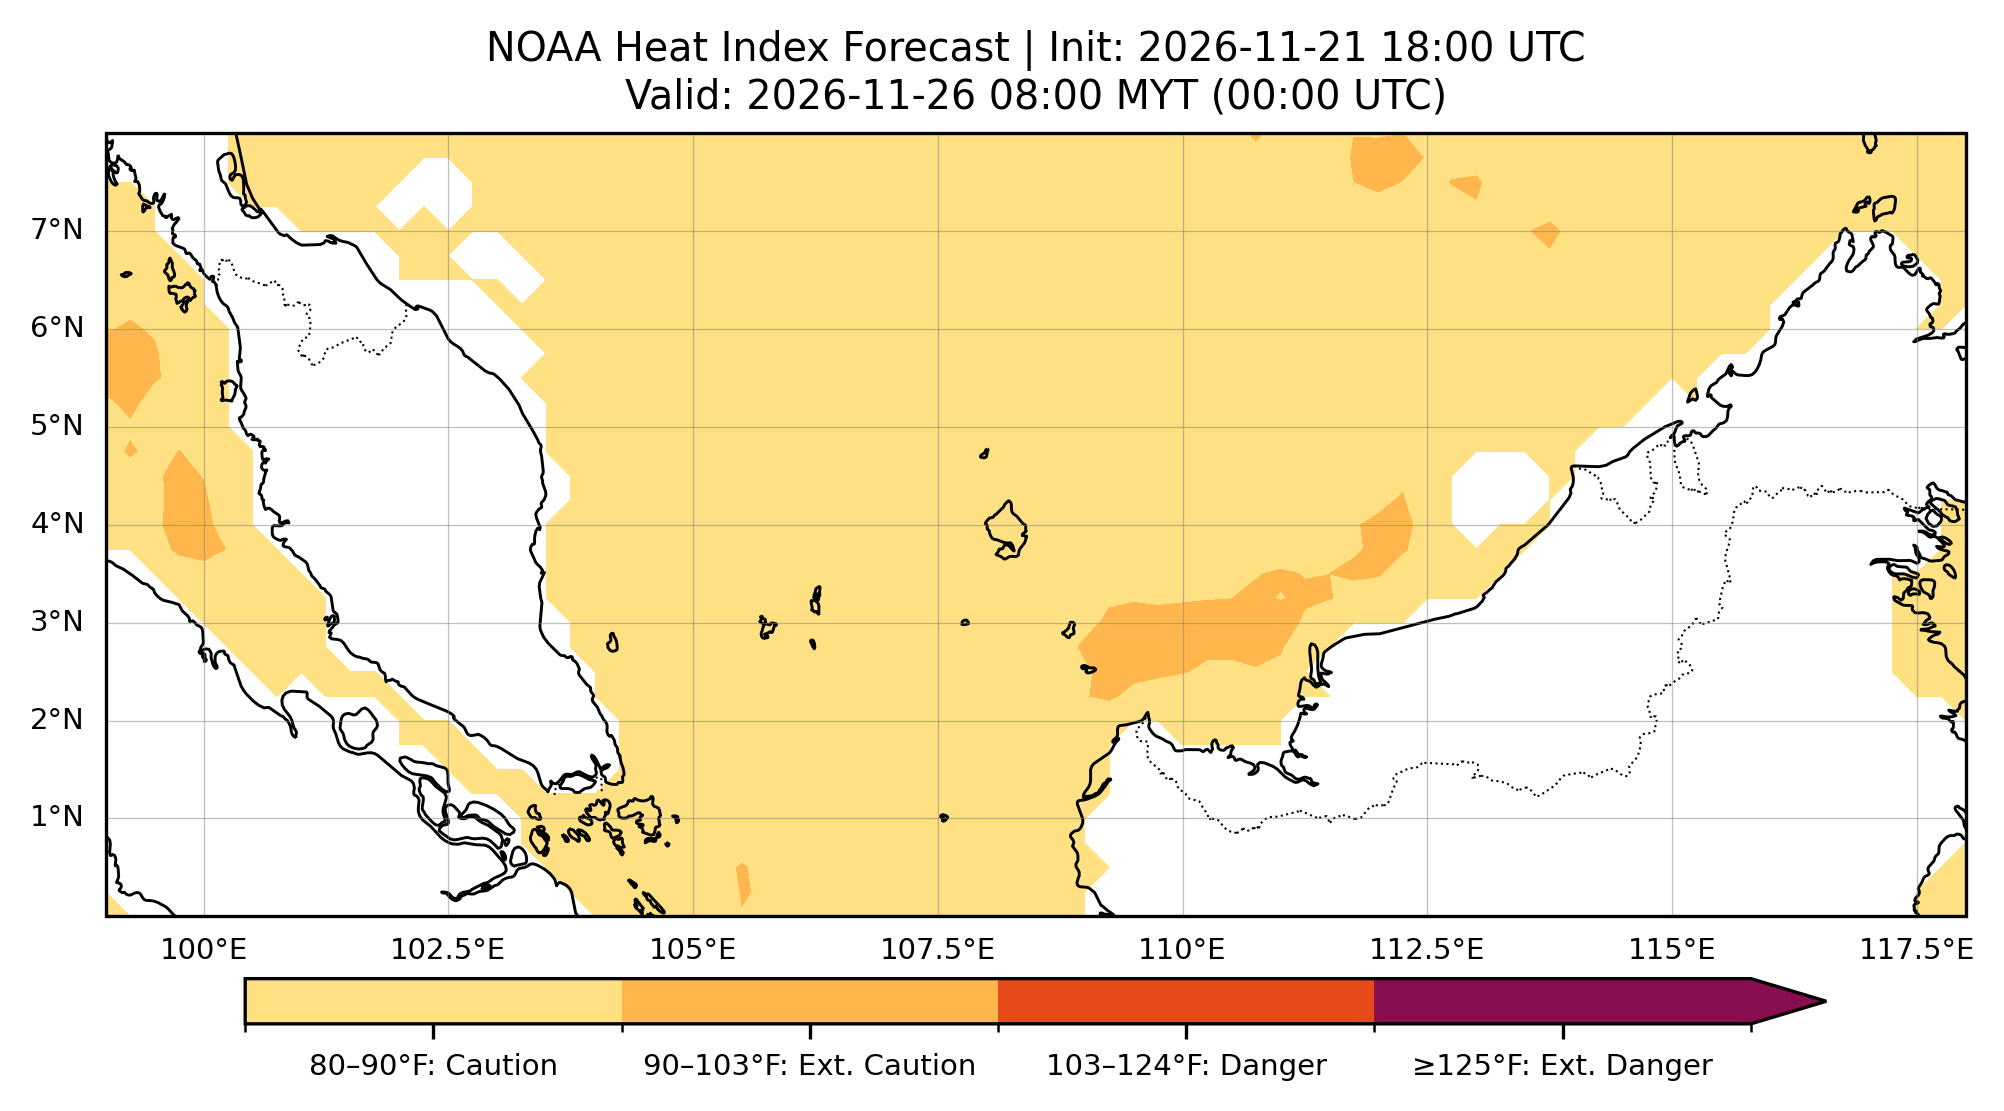 NOAA Heat Index Forecast | Init: 2026-11-21 18:00 UTC
Valid: 2026-11-26 08:00 MYT (00:00 UTC)
7°N
6°N
5°N
4°N
3°N
2°N
1°N
100°E 102.5°E 105°E 107.5°E 110°E 112.5°E 115°E 117.5°E
80–90°F: Caution 90–103°F: Ext. Caution 103–124°F: Danger ≥125°F: Ext. Danger